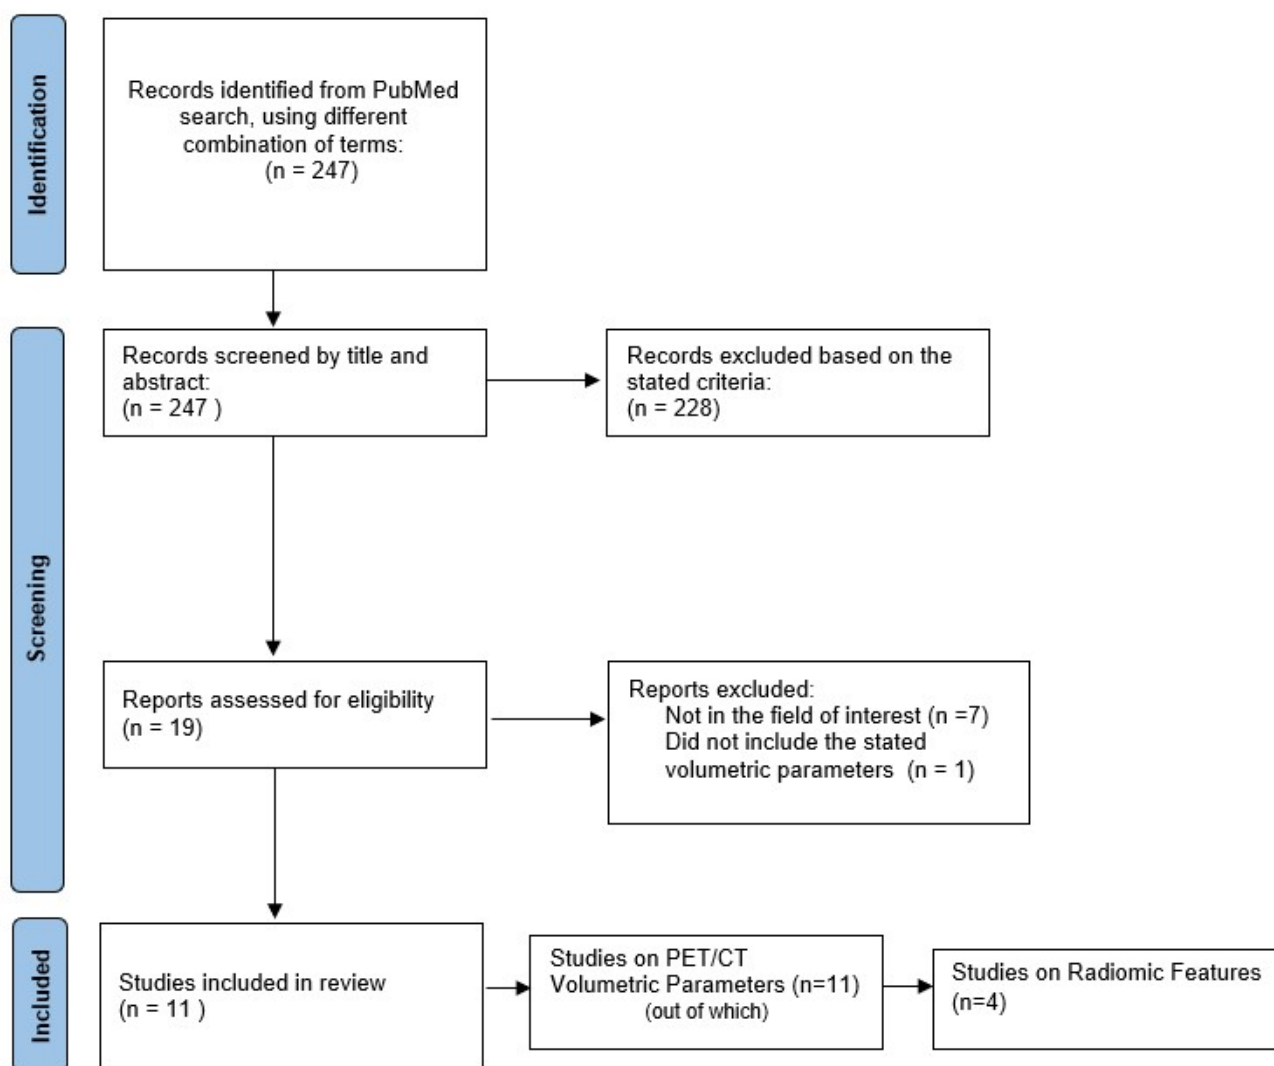 Identification
Records identified from PubMed
search, using different
combination of terms:
(n = 247)
Screening
Records screened by title and
abstract:
(n = 247 )
Records excluded based on the
stated criteria:
(n = 228)
Reports assessed for eligibility
(n = 19)
Reports excluded:
Not in the field of interest (n =7)
Did not include the stated
volumetric parameters (n = 1)
Included
Studies included in review
(n = 11 )
Studies on PET/CT
Volumetric Parameters (n=11)
(out of which)
Studies on Radiomic Features
(n=4)